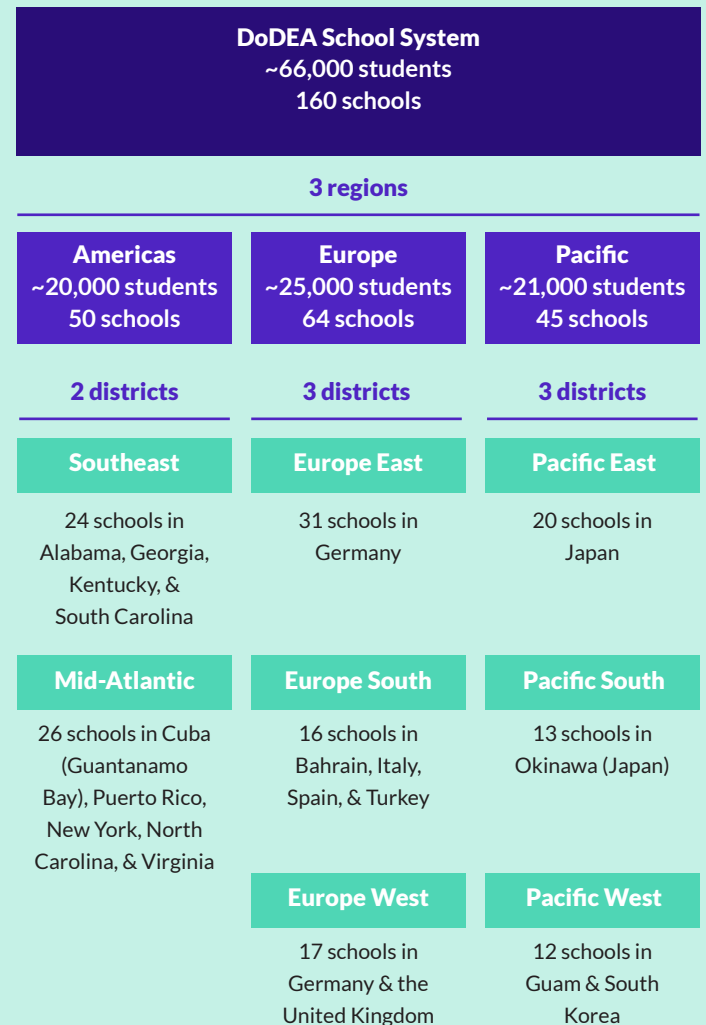 DoDEA School System
~66,000 students
160 schools
3 regions
Americas
~20,000 students
50 schools
Europe
~25,000 students
64 schools
Pacific
~21,000 students
45 schools
2 districts
3 districts
3 districts
Southeast
24 schools in
Alabama, Georgia,
Kentucky, &
South Carolina
Europe East
31 schools in
Germany
Pacific East
20 schools in
Japan
Mid-Atlantic
26 schools in Cuba
(Guantanamo
Bay), Puerto Rico,
New York, North
Carolina, & Virginia
Europe South
16 schools in
Bahrain, Italy,
Spain, & Turkey
Pacific South
13 schools in
Okinawa (Japan)
Europe West
17 schools in
Germany & the
United Kingdom
Pacific West
12 schools in
Guam & South
Korea